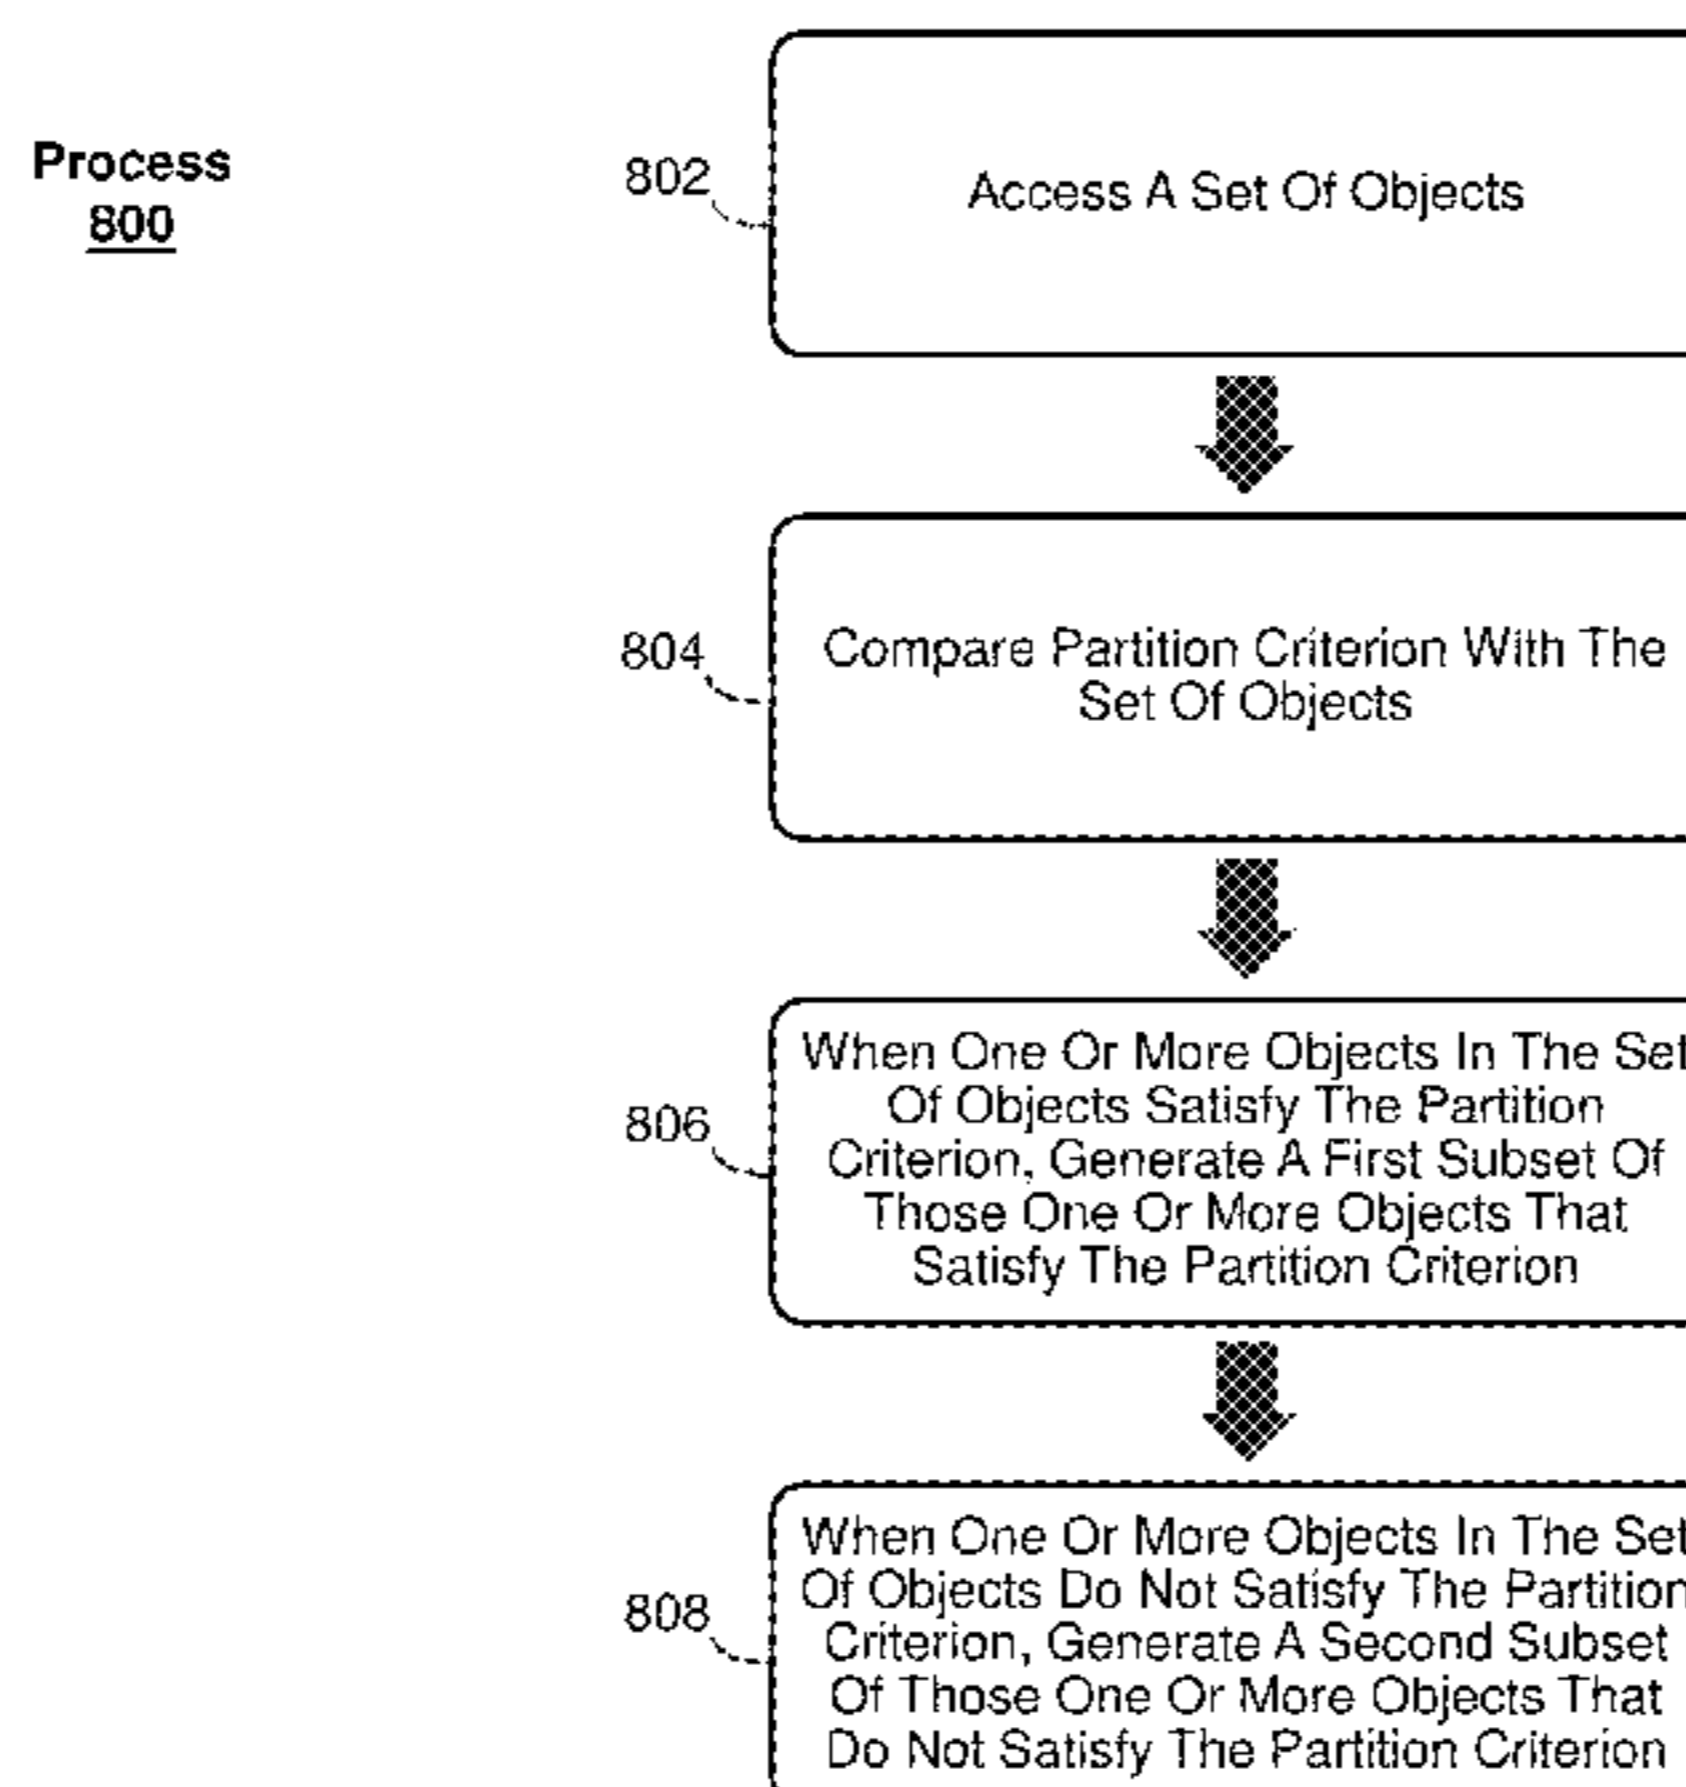 Process
800
802
Access A Set Of Objects
804
Compare Partition Criterion With The
Set Of Objects
806
When One Or More Objects In The Set
Of Objects Satisfy The Partition
Criterion, Generate A First Subset Of
Those One Or More Objects That
Satisfy The Partition Criterion
808
When One Or More Objects In The Set
Of Objects Do Not Satisfy The Partition
Criterion, Generate A Second Subset
Of Those One Or More Objects That
Do Not Satisfy The Partition Criterion